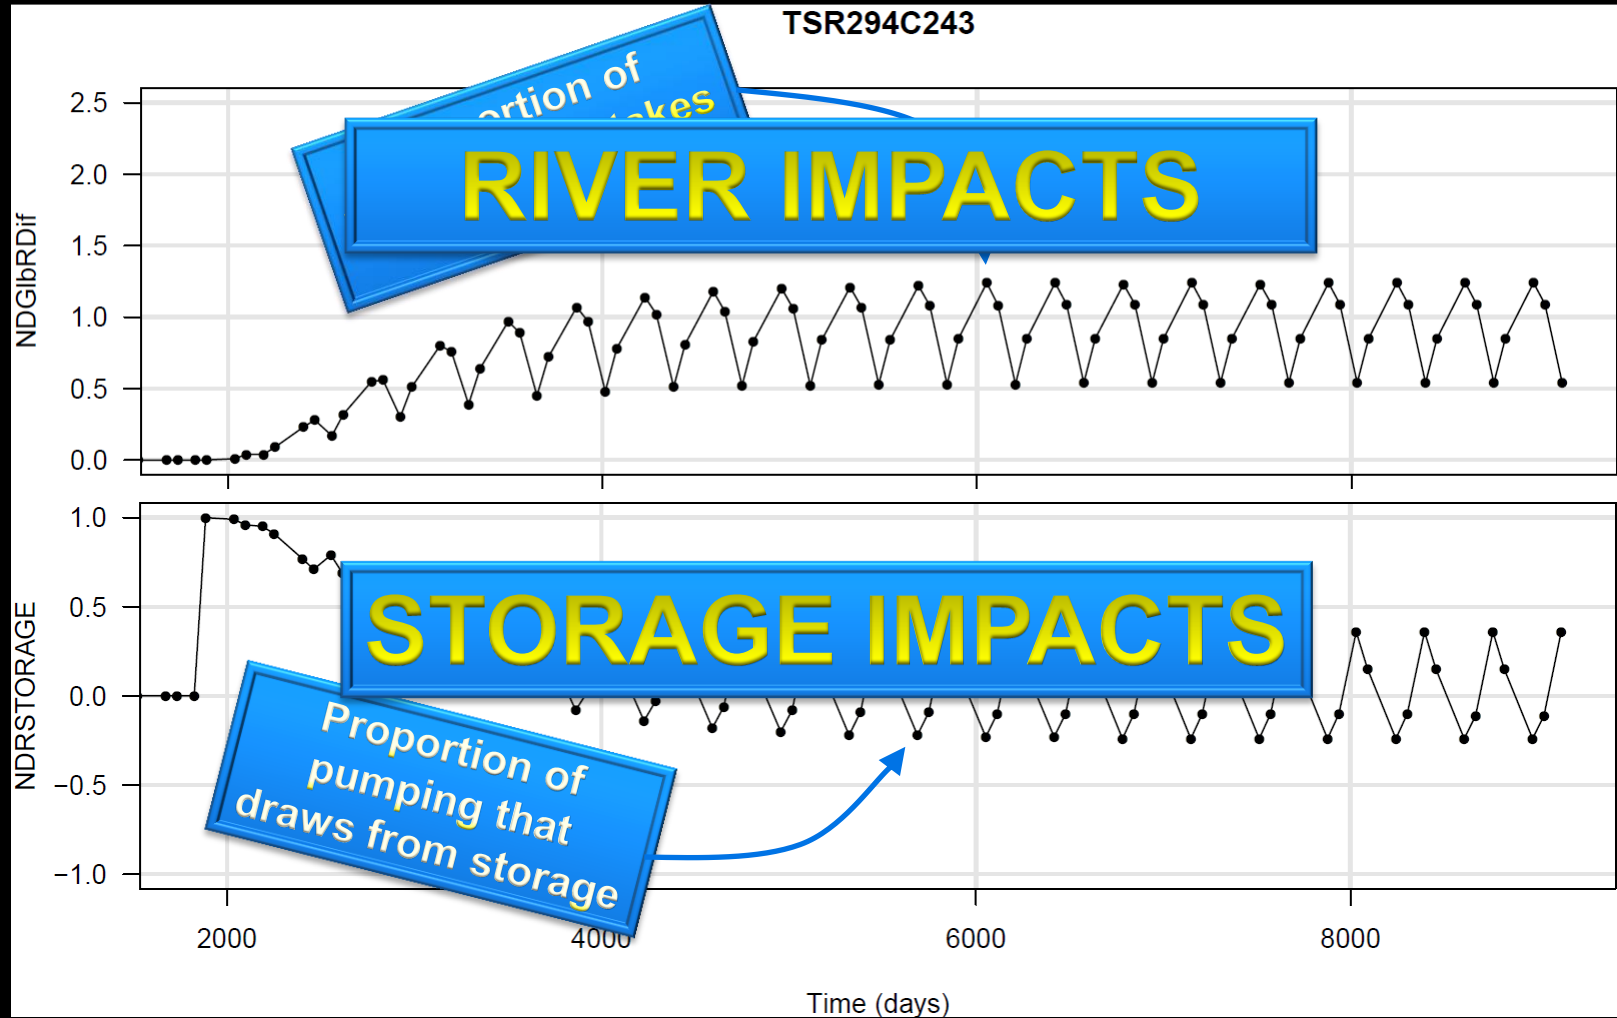 TSR294C243
of
RIVER IMPACTS
NDGlbRDif
2.5
2.0
1.5
1.0
0.5
0.0
STORAGE IMPACTS
NDRSTORAGE
1.0
0.5
0.0
−0.5
−1.0
Proportion of
pumping that
draws from storage
2000
4000
6000
8000
Time (days)